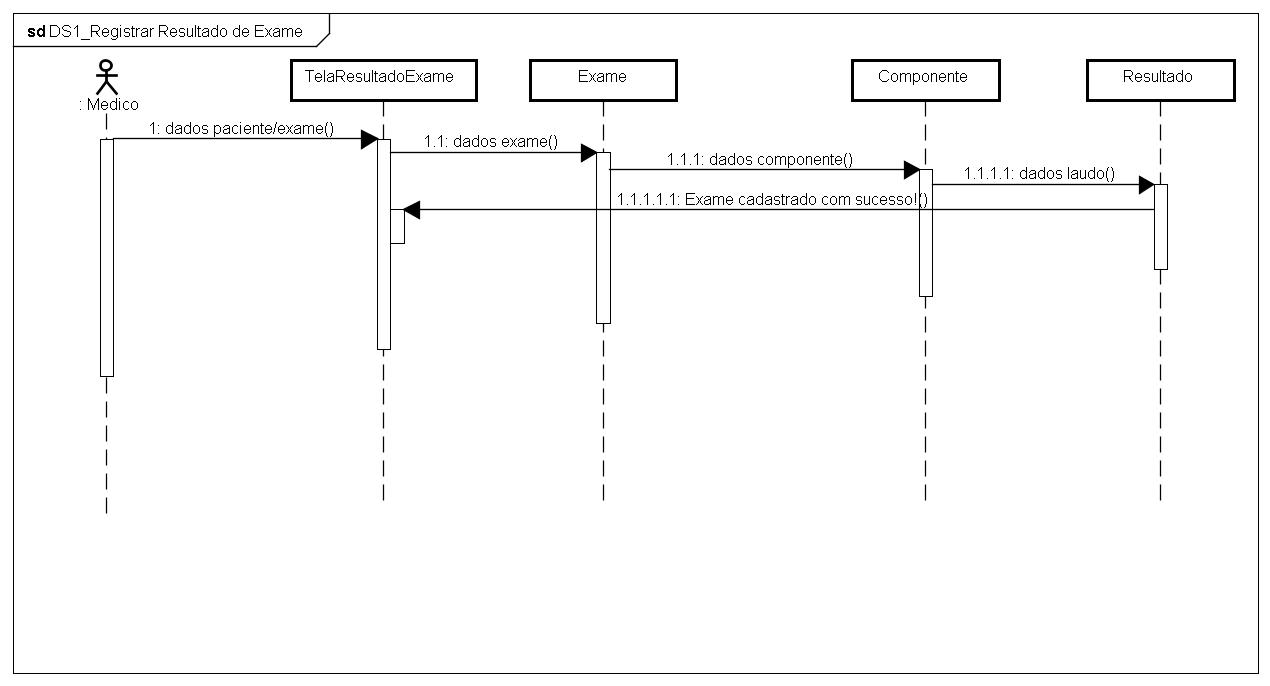 sd DS1_Registrar Resultado de Exame
: Medico
TelaResultadoExame
Exame
Componente
Resultado
1: dados paciente/exame()
1.1: dados exame()
1.1.1: dados componente()
1.1.1.1: dados laudo()
1.1.1.1.1: Exame cadastrado com sucesso!()